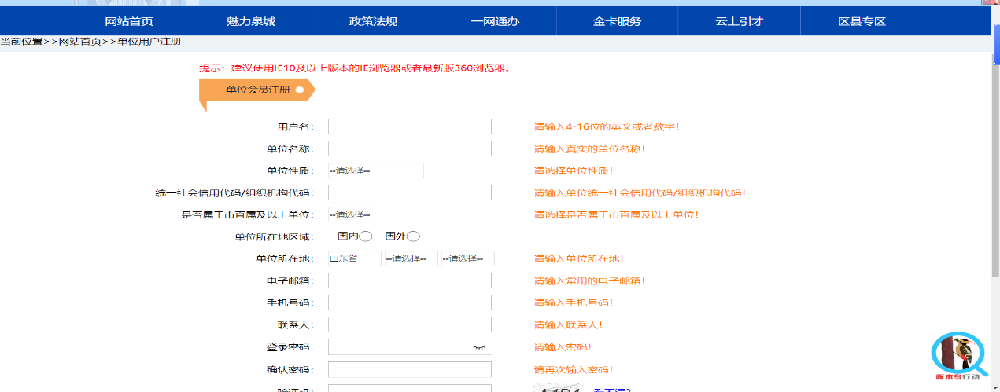 网站首页 魅力泉城 政策法规 一网通办 金卡服务 云上引才 区县专区
当前位置>>网站首页>>单位用户注册
提示：建议使用IE10及以上版本的IE浏览器或者最新版360浏览器。
单位会员注册
用户名： 请输入4-16位的英文或者数字！
单位名称： 请输入真实的单位名称！
单位性质： --请选择-- 请选择单位性质！
统一社会信用代码/组织机构代码： 请输入单位统一社会信用代码/组织机构代码！
是否属于市直属及以上单位： --请选择-- 请选择是否属于市直属及以上单位！
单位所在地区域： 国内 国外
单位所在地： 山东省 --请选择-- --请选择-- 请输入单位所在地！
电子邮箱： 请输入常用的电子邮箱！
手机号码： 请输入手机号码！
联系人： 请输入联系人！
登录密码： 请输入密码！
确认密码： 请再次输入密码！
啄木鸟行动
验证码： 看不清?